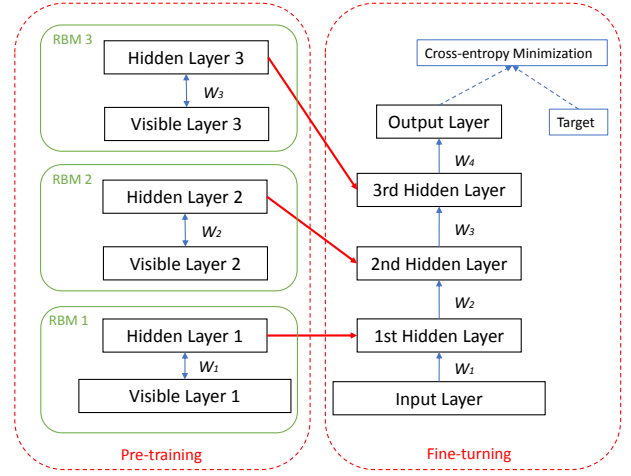 RBM 3
Hidden Layer 3
W3
Visible Layer 3
RBM 2
Hidden Layer 2
W2
Visible Layer 2
RBM 1
Hidden Layer 1
W1
Visible Layer 1
Pre-training
Cross-entropy Minimization
Output Layer
Target
W4
3rd Hidden Layer
W3
2nd Hidden Layer
W2
1st Hidden Layer
W1
Input Layer
Fine-turning